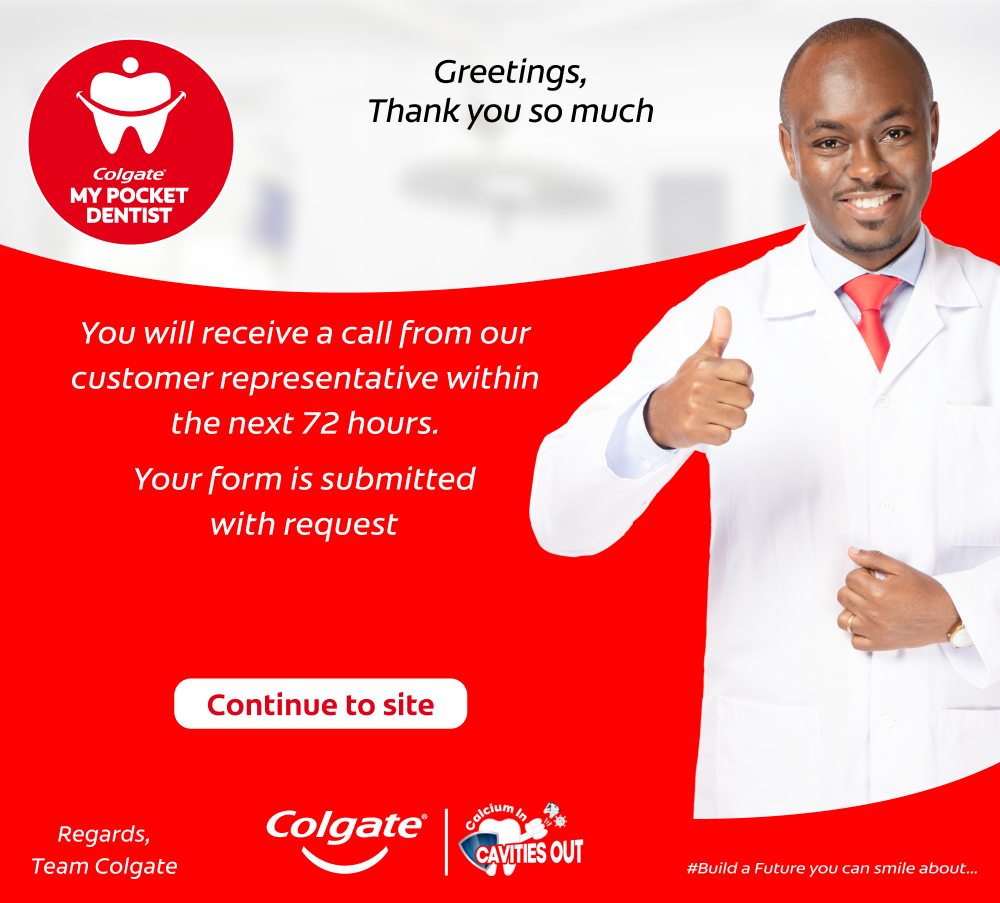 Greetings,
Thank you so much
Colgate®
MY POCKET
DENTIST
You will receive a call from our
customer representative within
the next 72 hours.
Your form is submitted
with request
Continue to site
Regards,
Team Colgate
Colgate®
Calcium In
CAVITIES OUT
#Build a Future you can smile about...